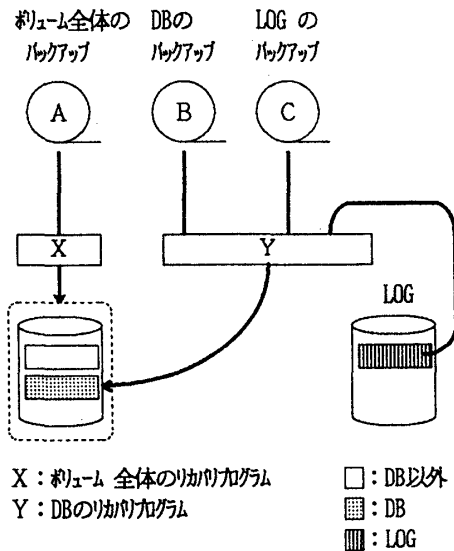 ボリューム全体の
バックアップ
DBの
バックアップ
LOG の
バックアップ
A
B
C
X
Y
LOG
X：ボリューム 全体のリカバリプログラム
Y：DBのリカバリプログラム
：DB以外
：DB
：LOG